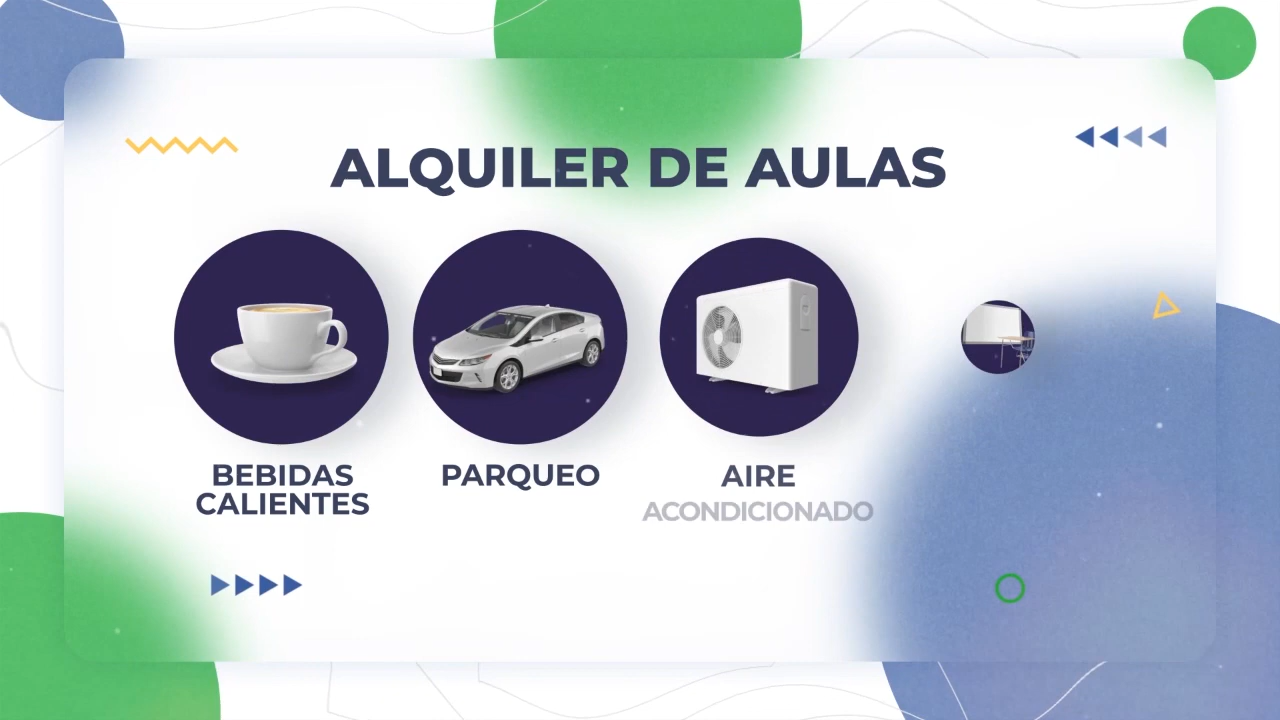 ALQUILER DE AULAS
BEBIDAS
CALIENTES
PARQUEO
AIRE
ACONDICIONADO